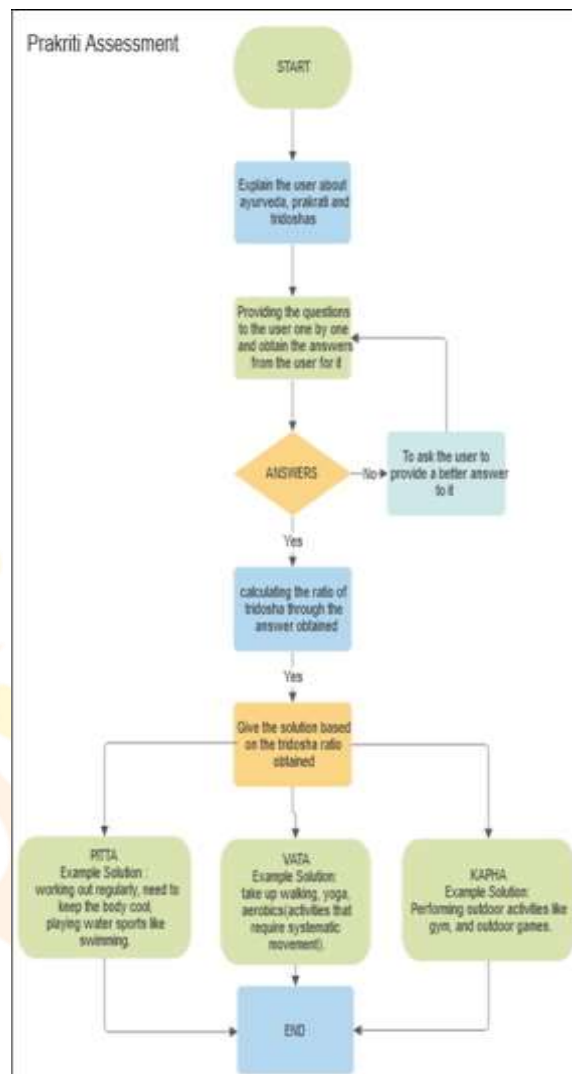 Prakriti Assessment
START
Explain the user about
ayurveda, prakrati and
tridoshas
Providing the questions
to the user one by one
and obtain the answers
from the user for it
ANSWERS
No
To ask the user to
provide a better answer
to it
Yes
calculating the ratio of
tridosha through the
answer obtained
Yes
Give the solution based
on the tridosha ratio
obtained
PITTA
Example Solution :
working out regularly, need to
keep the body cool,
playing water sports like
swimming.
VATA
Example Solution:
take up walking, yoga,
aerobics(activities that
require systematic
movement).
KAPHA
Example Solution:
Performing outdoor activities like
gym, and outdoor games.
END